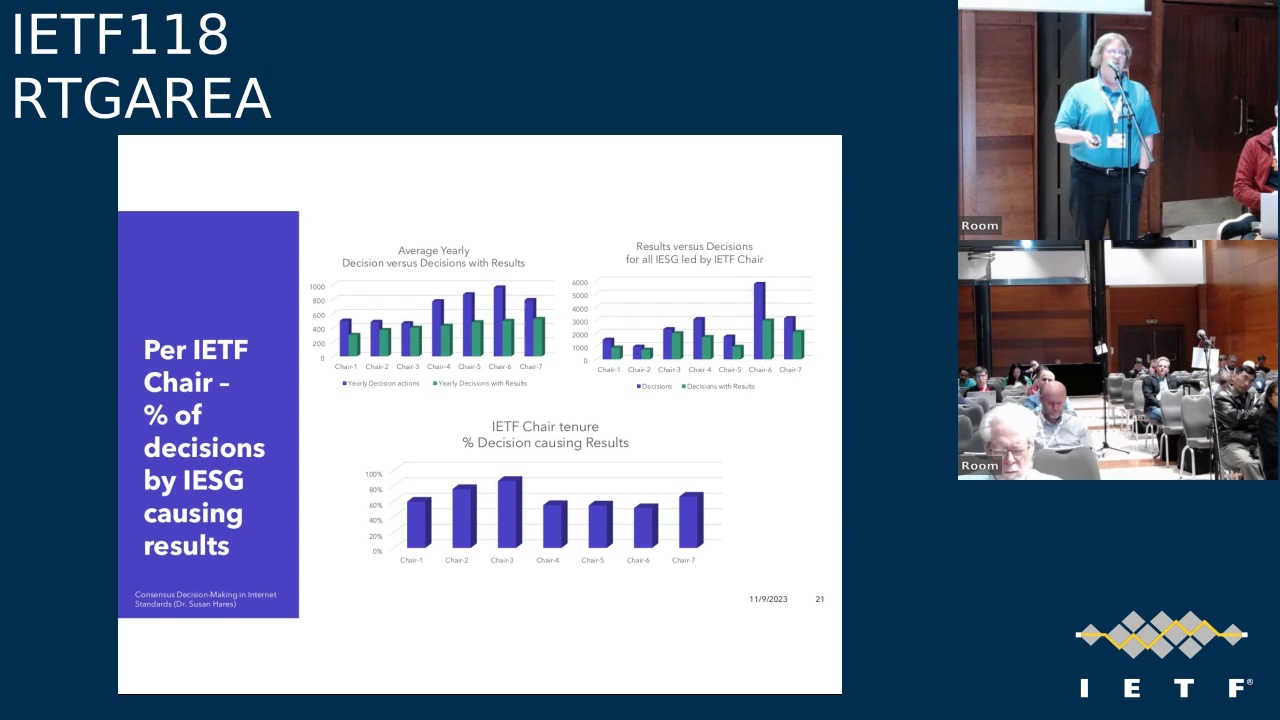 IETF118
RTGAREA
Per IETF
Chair –
% of
decisions
by IESG
causing
results
Consensus Decision-Making in Internet
Standards (Dr. Susan Hares)
Average Yearly
Decision versus Decisions with Results
1000
800
600
400
200
0
Chair-1 Chair-2 Chair-3 Chair-4 Chair-5 Chair-6 Chair-7
Yearly Decision actions Yearly Decisions with Results
Results versus Decisions
for all IESG led by IETF Chair
6000
5000
4000
3000
2000
1000
0
Chair-1 Chair-2 Chair-3 Chair-4 Chair-5 Chair-6 Chair-7
Decisions Decisions with Results
IETF Chair tenure
% Decision causing Results
100%
80%
60%
40%
20%
0%
Chair-1 Chair-2 Chair-3 Chair-4 Chair-5 Chair-6 Chair-7
11/9/2023 21
Room
Room
I E T F®